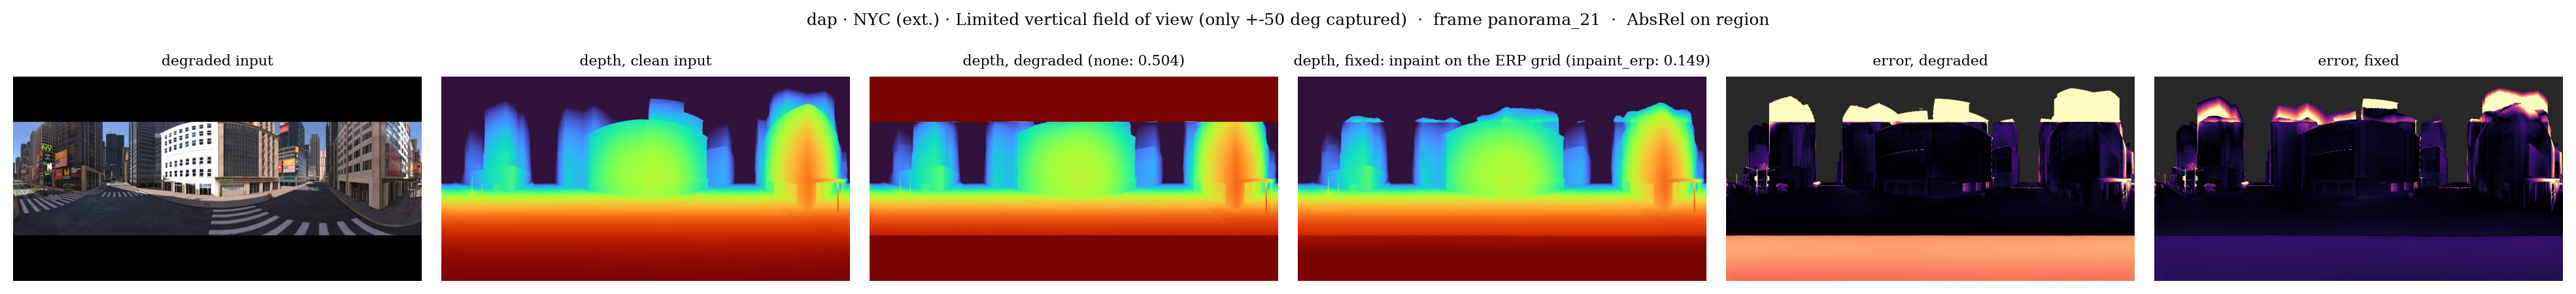 dap · NYC (ext.) · Limited vertical field of view (only +-50 deg captured)  ·  frame panorama_21  ·  AbsRel on region
degraded input
depth, clean input
depth, degraded (none: 0.504)
depth, fixed: inpaint on the ERP grid (inpaint_erp: 0.149)
error, degraded
error, fixed